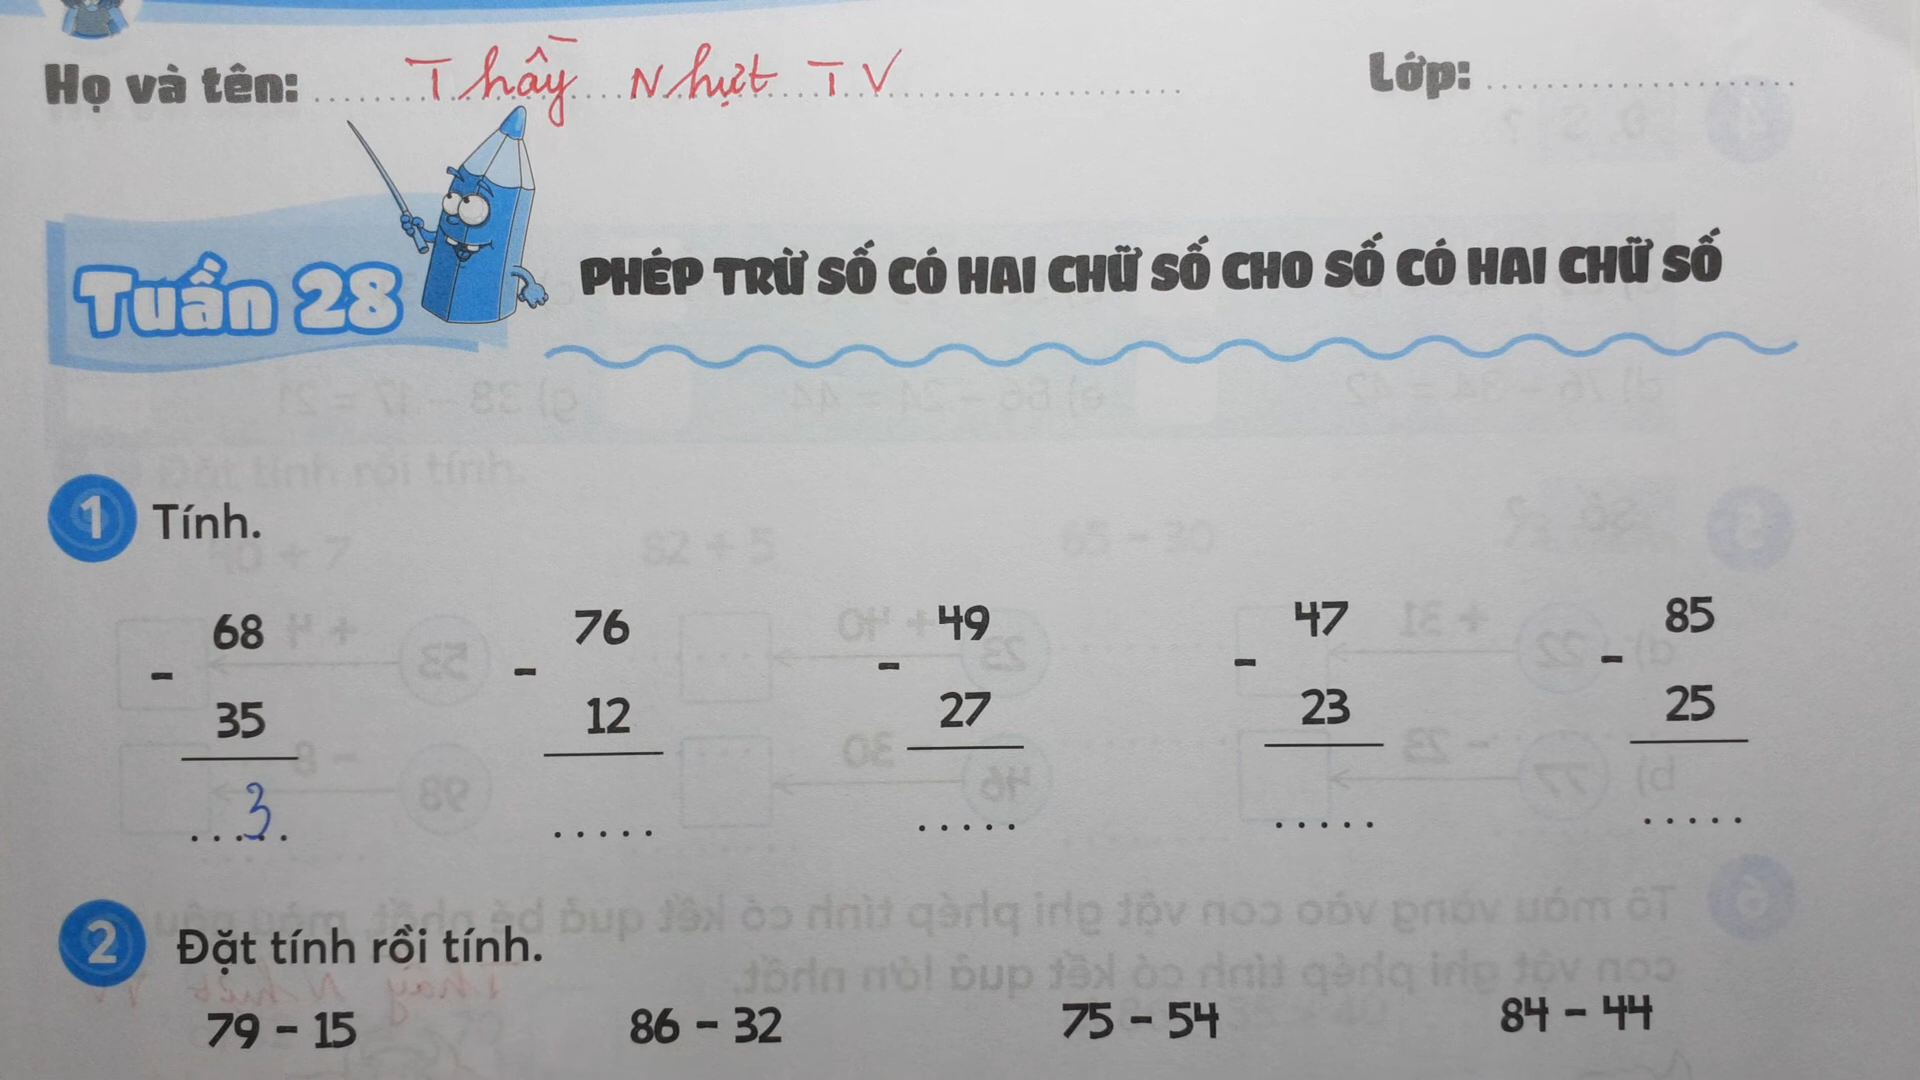 Họ và tên: Thầy Nhựt TV Lớp:
Tuần 28 PHÉP TRỪ SỐ CÓ HAI CHỮ SỐ CHO SỐ CÓ HAI CHỮ SỐ
1 Tính.
68 76 49 47 85
- - - - -
35 12 27 23 25
3
2 Đặt tính rồi tính.
79 - 15 86 - 32 75 - 54 84 - 44